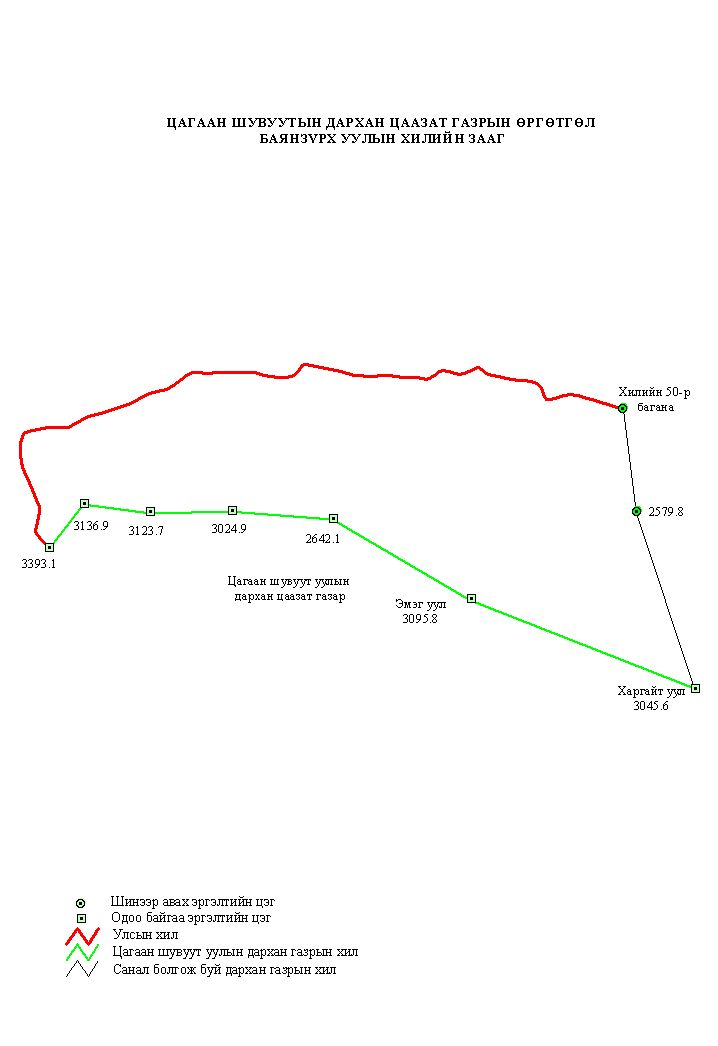 ЦАГААН ШУВУУТЫН ДАРХАН ЦААЗАТ ГАЗРЫН ӨРГӨТГӨЛ
БАЯНЗҮРХ УУЛЫН ХИЛИЙН ЗААГ
Хилийн 50-р
багана
2579.8
3136.9
3123.7
3024.9
2642.1
3393.1
Цагаан шувуут уулын
дархан цаазат газар
Эмэг уул
3095.8
Харгайт уул
3045.6
Шинээр авах эргэлтийн цэг
Одоо байгаа эргэлтийн цэг
Улсын хил
Цагаан шувуут уулын дархан газрын хил
Санал болгож буй дархан газрын хил